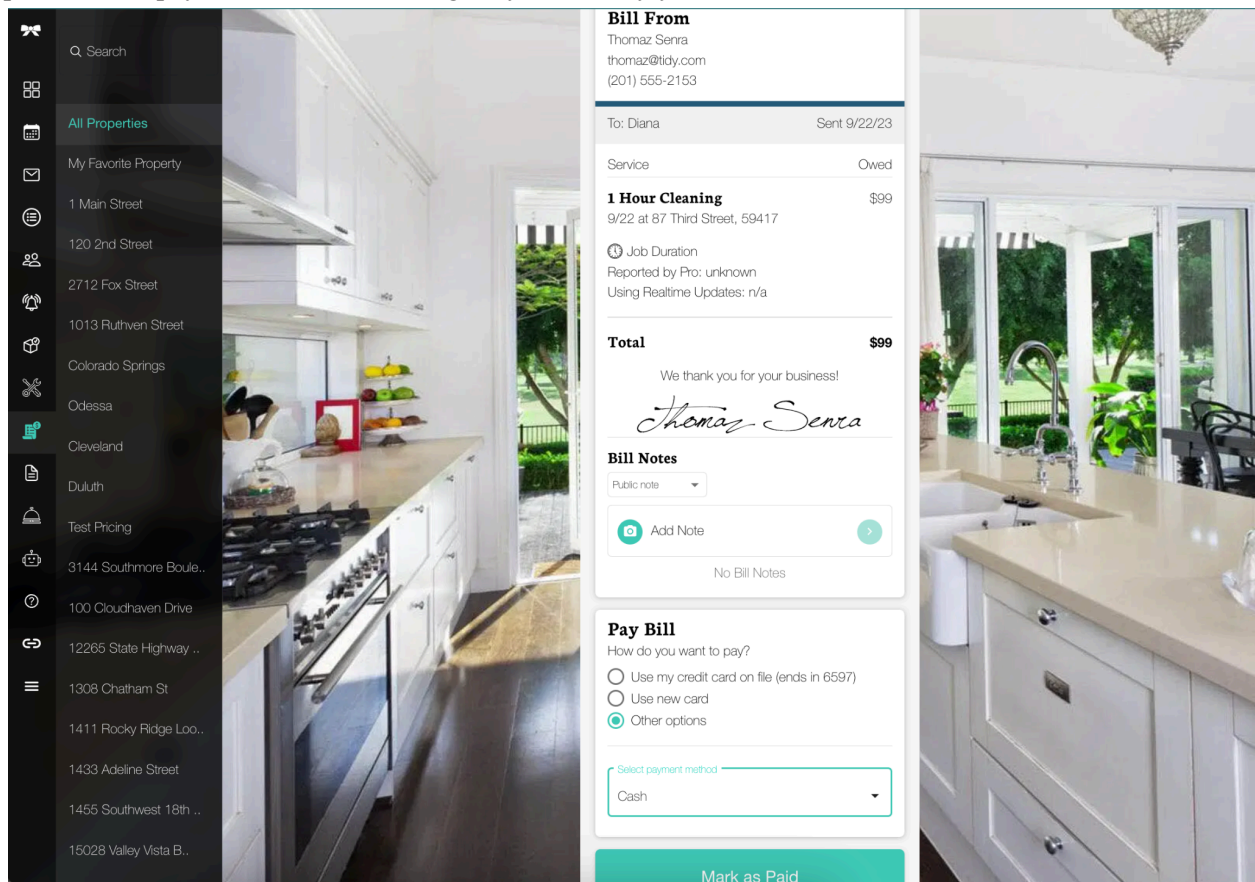 Search
All Properties
My Favorite Property
1 Main Street
120 2nd Street
2712 Fox Street
1013 Ruthven Street
Colorado Springs
Odessa
Cleveland
Duluth
Test Pricing
3144 Southmore Boule..
100 Cloudhaven Drive
12265 State Highway ..
1308 Chatham St
1411 Rocky Ridge Loo..
1433 Adeline Street
1455 Southwest 18th ..
15028 Valley Vista B..
Bill From
Thomaz Senra
thomaz@tidy.com
(201) 555-2153
To: Diana Sent 9/22/23
Service Owed
1 Hour Cleaning $99
9/22 at 87 Third Street, 59417
Job Duration
Reported by Pro: unknown
Using Realtime Updates: n/a
Total $99
We thank you for your business!
Thomaz Senra
Bill Notes
Public note
Add Note
No Bill Notes
Pay Bill
How do you want to pay?
Use my credit card on file (ends in 6597)
Use new card
Other options
Select payment method
Cash
Mark as Paid